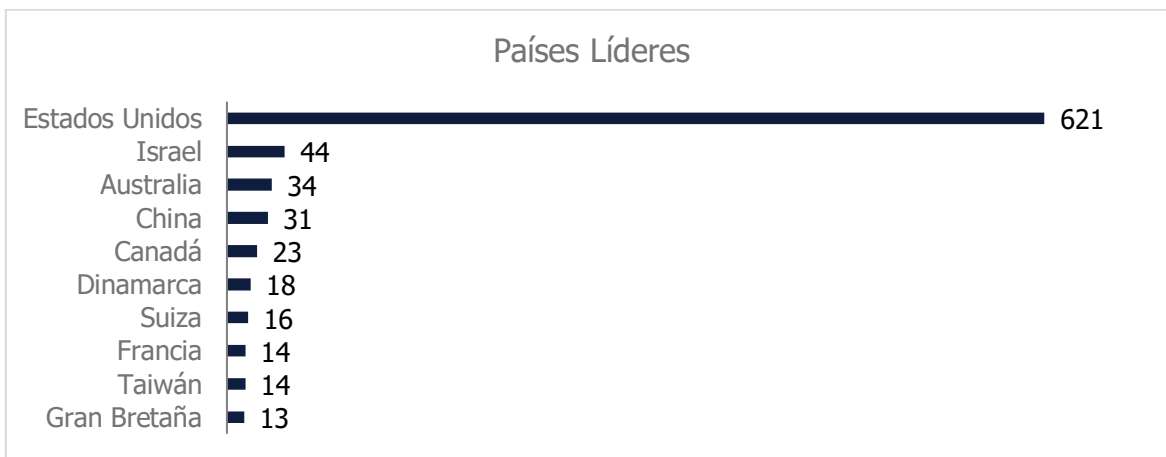 Países Líderes
Estados Unidos 621
Israel 44
Australia 34
China 31
Canadá 23
Dinamarca 18
Suiza 16
Francia 14
Taiwán 14
Gran Bretaña 13